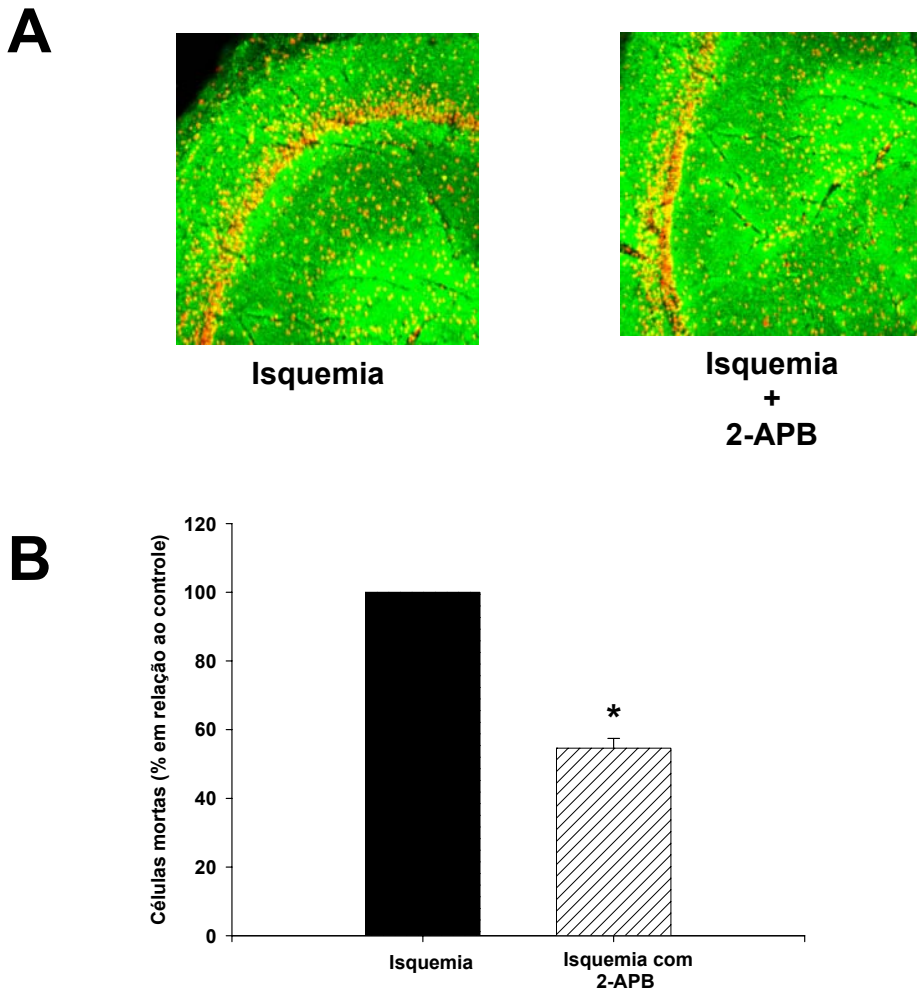 A
Isquemia
Isquemia
+
2-APB
B
Células mortas (% em relação ao controle)
120
100
80
60
40
20
0
*
Isquemia
Isquemia com
2-APB